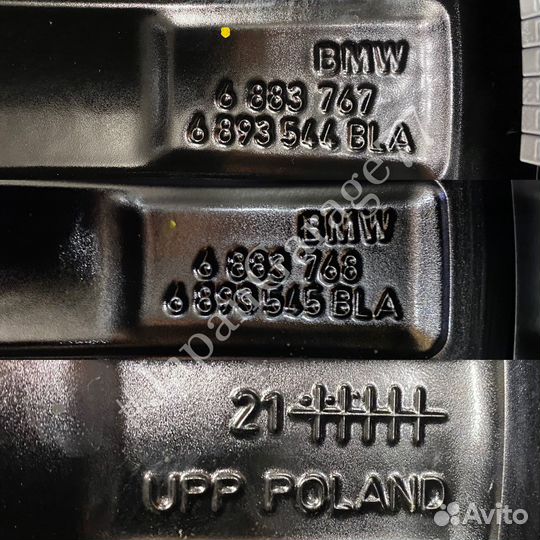 BMW
6 883 767
6 893 544 BLA
BMW
6 883 768
6 893 545 BLA
21
UPP POLAND
Avito